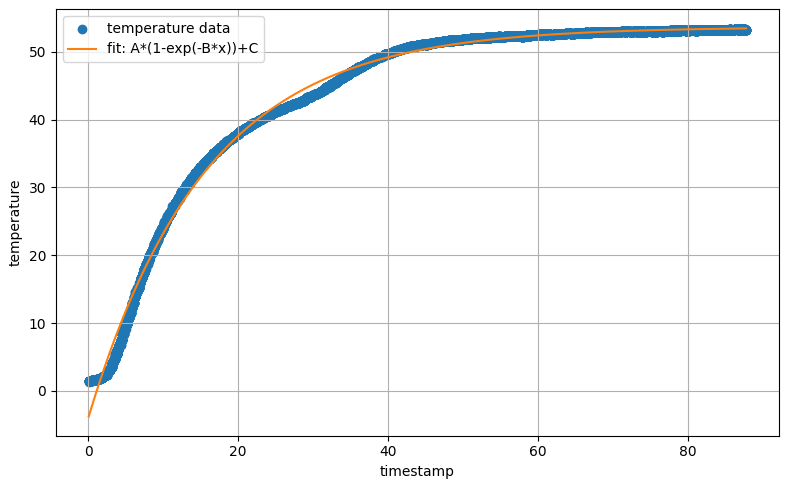 temperature data
fit: A*(1-exp(-B*x))+C
temperature
50
40
30
20
10
0
0 20 40 60 80
timestamp